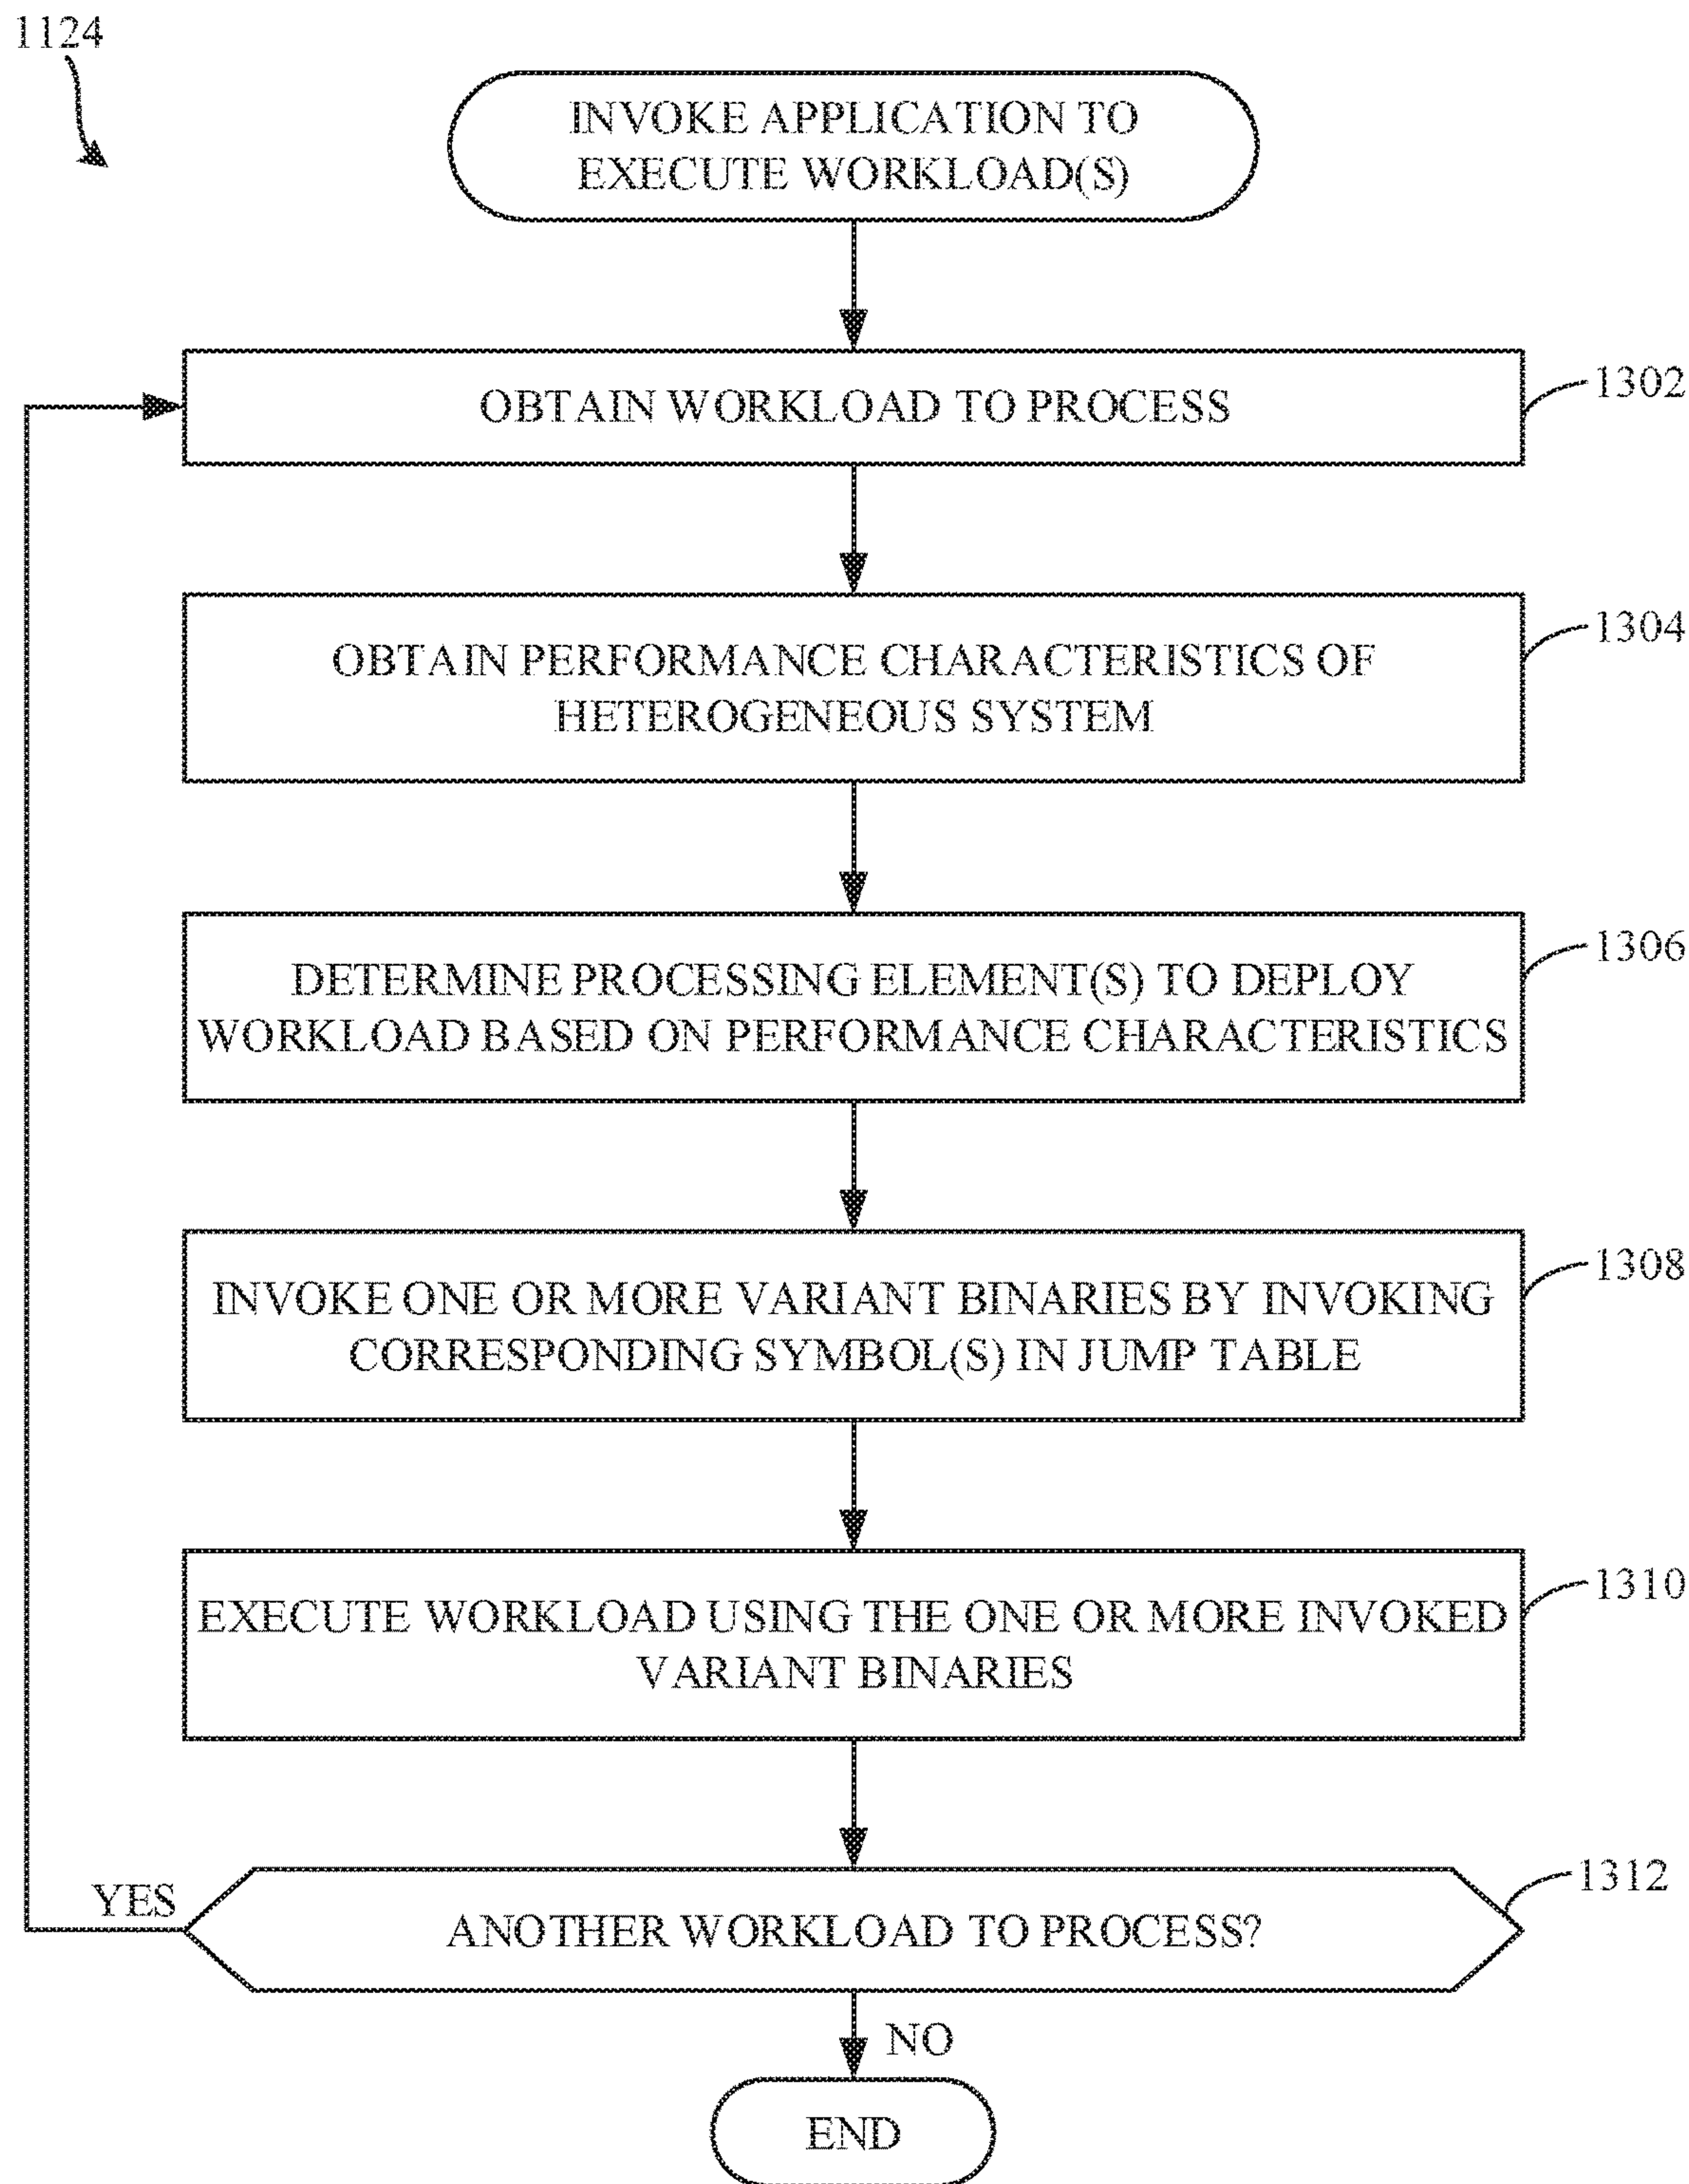 1124
INVOKE APPLICATION TO
EXECUTE WORKLOAD(S)
OBTAIN WORKLOAD TO PROCESS
1302
OBTAIN PERFORMANCE CHARACTERISTICS OF
HETEROGENEOUS SYSTEM
1304
DETERMINE PROCESSING ELEMENT(S) TO DEPLOY
WORKLOAD BASED ON PERFORMANCE CHARACTERISTICS
1306
INVOKE ONE OR MORE VARIANT BINARIES BY INVOKING
CORRESPONDING SYMBOL(S) IN JUMP TABLE
1308
EXECUTE WORKLOAD USING THE ONE OR MORE INVOKED
VARIANT BINARIES
1310
YES
ANOTHER WORKLOAD TO PROCESS?
1312
NO
END